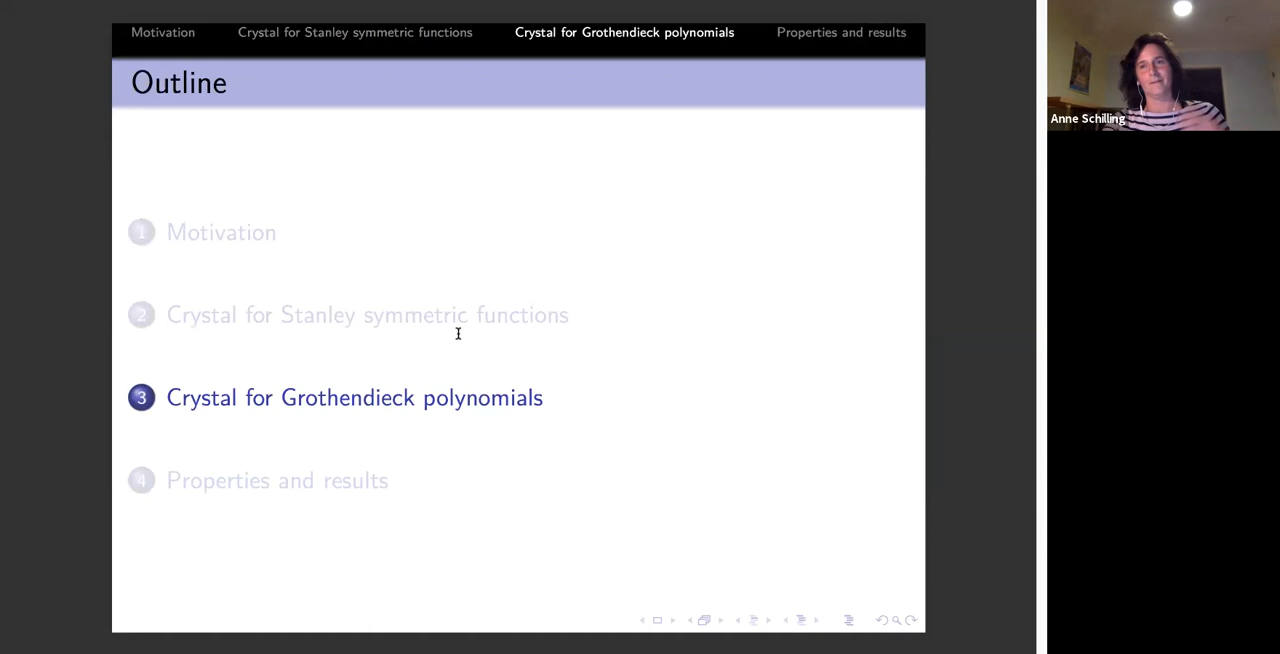 Motivation Crystal for Stanley symmetric functions Crystal for Grothendieck polynomials Properties and results
Outline
1 Motivation
2 Crystal for Stanley symmetric functions
3 Crystal for Grothendieck polynomials
4 Properties and results
Anne Schilling